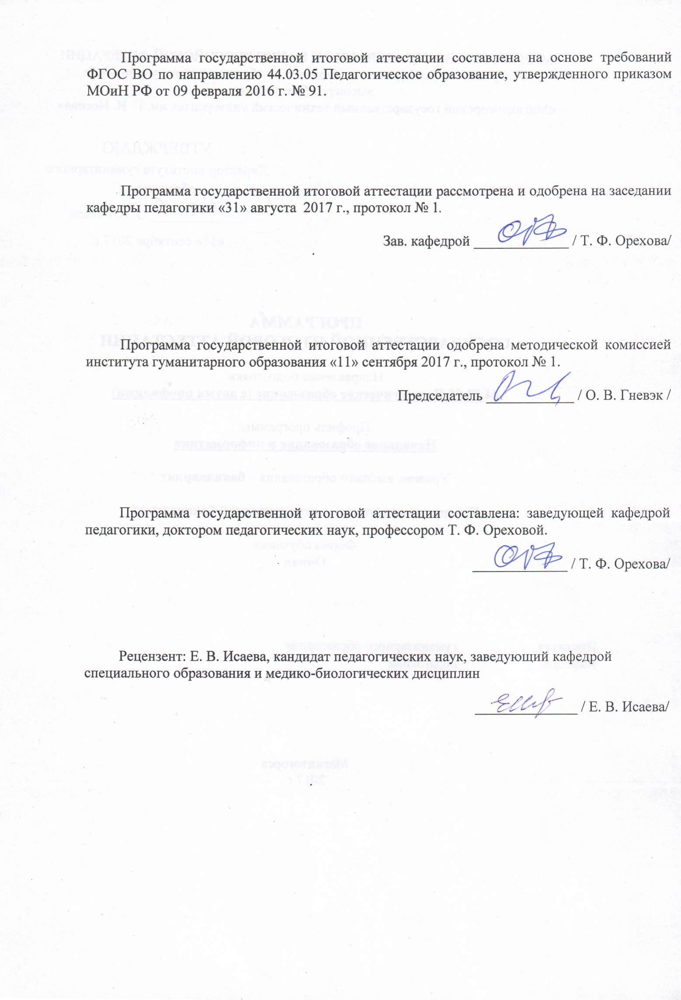 Программа государственной итоговой аттестации составлена на основе требований
ФГОС ВО по направлению 44.03.05 Педагогическое образование, утвержденного приказом
МОиН РФ от 09 февраля 2016 г. № 91.
Программа государственной итоговой аттестации рассмотрена и одобрена на заседании
кафедры педагогики «31» августа 2017 г., протокол № 1.
Зав. кафедрой _____________ / Т. Ф. Орехова/
Программа государственной итоговой аттестации одобрена методической комиссией
института гуманитарного образования «11» сентября 2017 г., протокол № 1.
Председатель ____________ / О. В. Гневэк /
Программа государственной итоговой аттестации составлена: заведующей кафедрой
педагогики, доктором педагогических наук, профессором Т. Ф. Ореховой.
_____________ / Т. Ф. Орехова/
Рецензент: Е. В. Исаева, кандидат педагогических наук, заведующий кафедрой
специального образования и медико-биологических дисциплин
______________ / Е. В. Исаева/